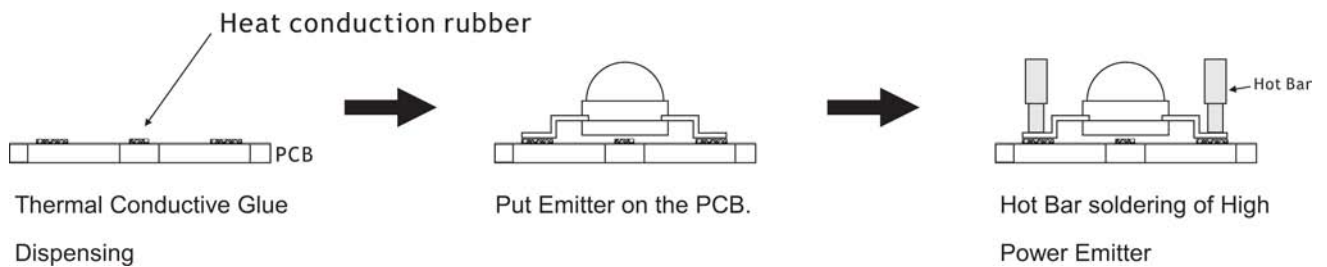 Heat conduction rubber
Hot Bar
PCB
Thermal Conductive Glue
Dispensing
Put Emitter on the PCB.
Hot Bar soldering of High
Power Emitter